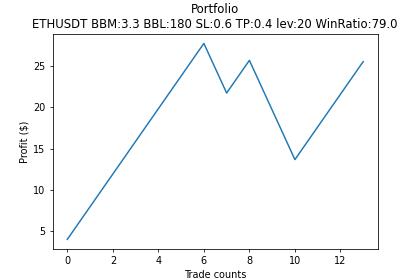 Portfolio
ETHUSDT BBM:3.3 BBL:180 SL:0.6 TP:0.4 lev:20 WinRatio:79.0
25
20
15
10
5
Profit ($)
0 2 4 6 8 10 12
Trade counts